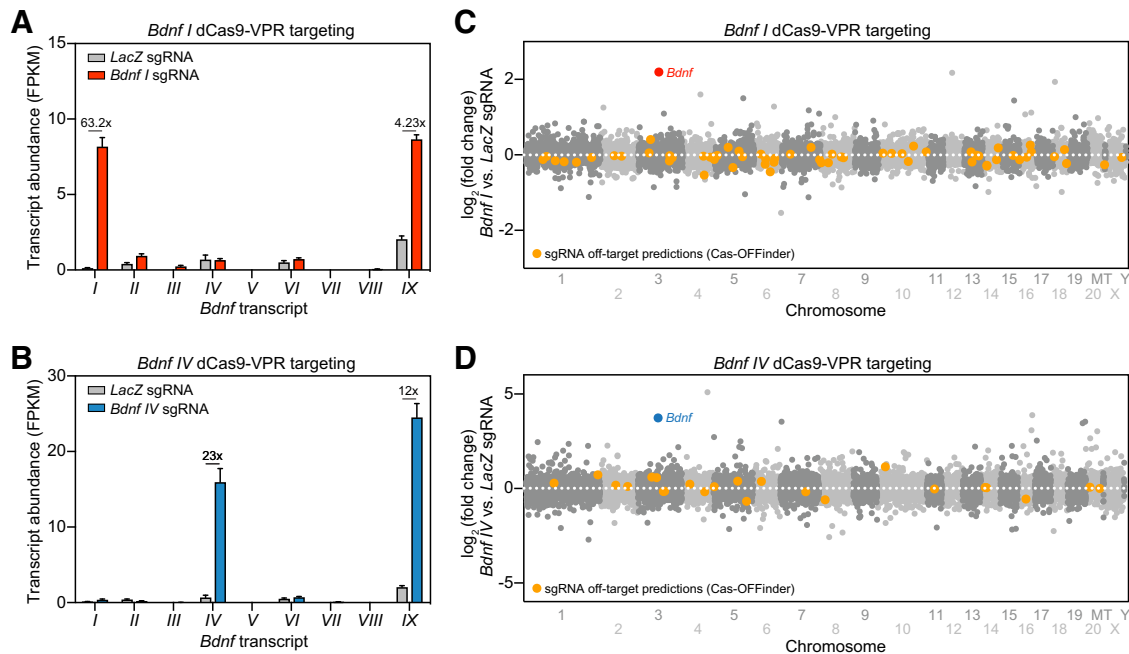 A
Bdnf I dCas9-VPR targeting
Transcript abundance (FPKM)
15
10
5
0
LacZ sgRNA
Bdnf I sgRNA
63.2x
4.23x
I II III IV V VI VII VIII IX
Bdnf transcript
B
Bdnf IV dCas9-VPR targeting
Transcript abundance (FPKM)
30
20
10
0
LacZ sgRNA
Bdnf IV sgRNA
23x
12x
I II III IV V VI VII VIII IX
Bdnf transcript
C
Bdnf I dCas9-VPR targeting
log2(fold change)
Bdnf I vs. LacZ sgRNA
2
0
-2
Bdnf
sgRNA off-target predictions (Cas-OFFinder)
1 3 5 7 9 11 13 15 17 19 MT Y
2 4 6 8 10 12 14 16 18 20 X
Chromosome
D
Bdnf IV dCas9-VPR targeting
log2(fold change)
Bdnf IV vs. LacZ sgRNA
5
0
-5
Bdnf
sgRNA off-target predictions (Cas-OFFinder)
1 3 5 7 9 11 13 15 17 19 MT Y
2 4 6 8 10 12 14 16 18 20 X
Chromosome